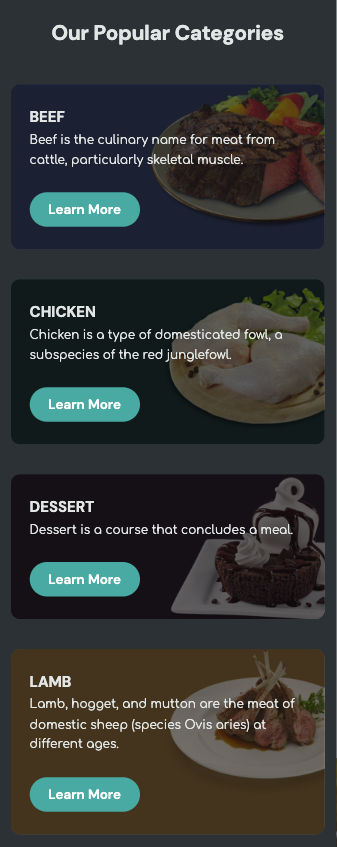 Our Popular Categories
BEEF
Beef is the culinary name for meat from
cattle, particularly skeletal muscle.
Learn More
CHICKEN
Chicken is a type of domesticated fowl, a
subspecies of the red junglefowl.
Learn More
DESSERT
Dessert is a course that concludes a meal.
Learn More
LAMB
Lamb, hogget, and mutton are the meat of
domestic sheep (species Ovis aries) at
different ages.
Learn More